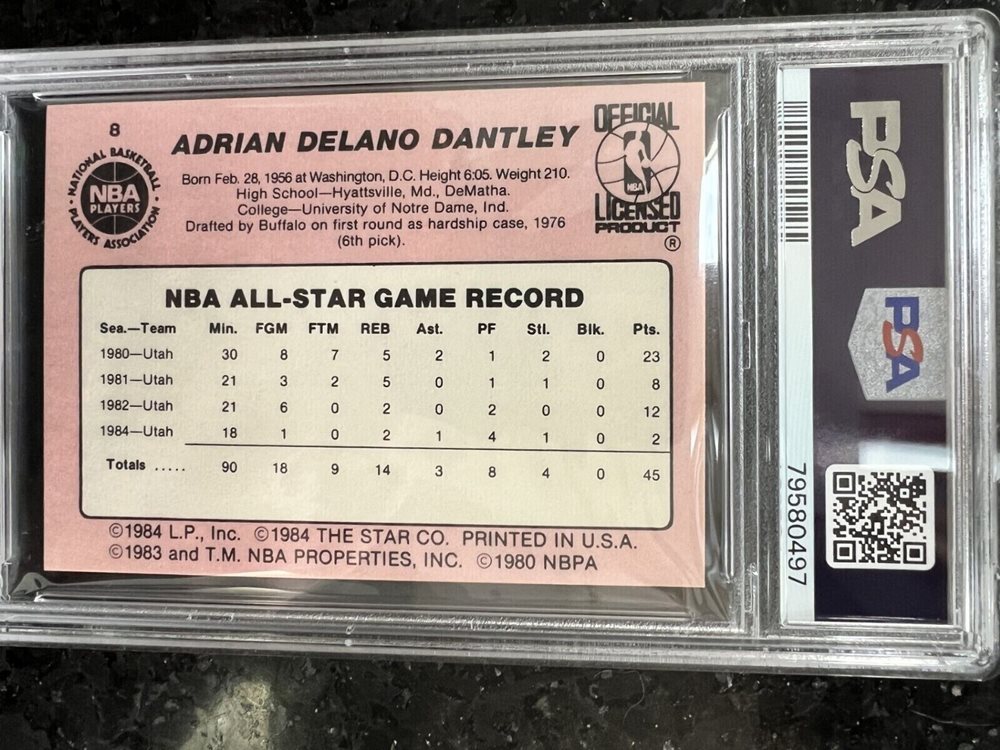 8
ADRIAN DELANO DANTLEY
NATIONAL BASKETBALL
NBA
PLAYERS
PLAYERS ASSOCIATION
OFFICIAL
NBA
LICENSED
PRODUCT
®
Born Feb. 28, 1956 at Washington, D.C. Height 6:05. Weight 210.
High School—Hyattsville, Md., DeMatha.
College—University of Notre Dame, Ind.
Drafted by Buffalo on first round as hardship case, 1976
(6th pick).
NBA ALL-STAR GAME RECORD
Sea.—Team Min. FGM FTM REB Ast. PF Stl. Blk. Pts.
1980—Utah 30 8 7 5 2 1 2 0 23
1981—Utah 21 3 2 5 0 1 1 0 8
1982—Utah 21 6 0 2 0 2 0 0 12
1984—Utah 18 1 0 2 1 4 1 0 2
Totals ..... 90 18 9 14 3 8 4 0 45
©1984 L.P., Inc. ©1984 THE STAR CO. PRINTED IN U.S.A.
©1983 and T.M. NBA PROPERTIES, INC. ©1980 NBPA
PSA
PSA
79580497